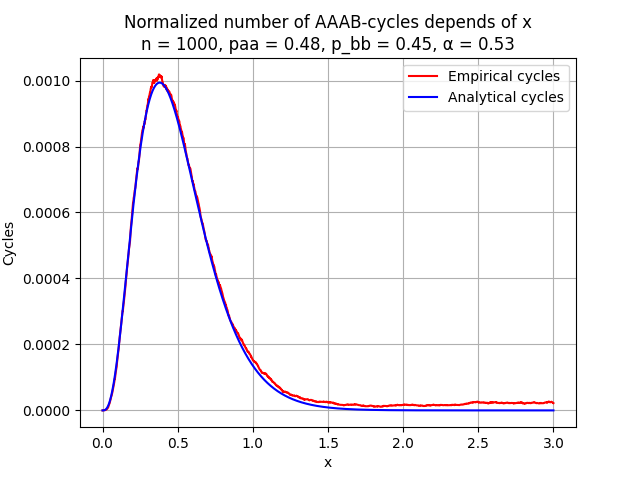 Normalized number of AAAB-cycles depends of x
n = 1000, paa = 0.48, p_bb = 0.45, α = 0.53
Empirical cycles
Analytical cycles
Cycles
0.0010
0.0008
0.0006
0.0004
0.0002
0.0000
0.0 0.5 1.0 1.5 2.0 2.5 3.0
x